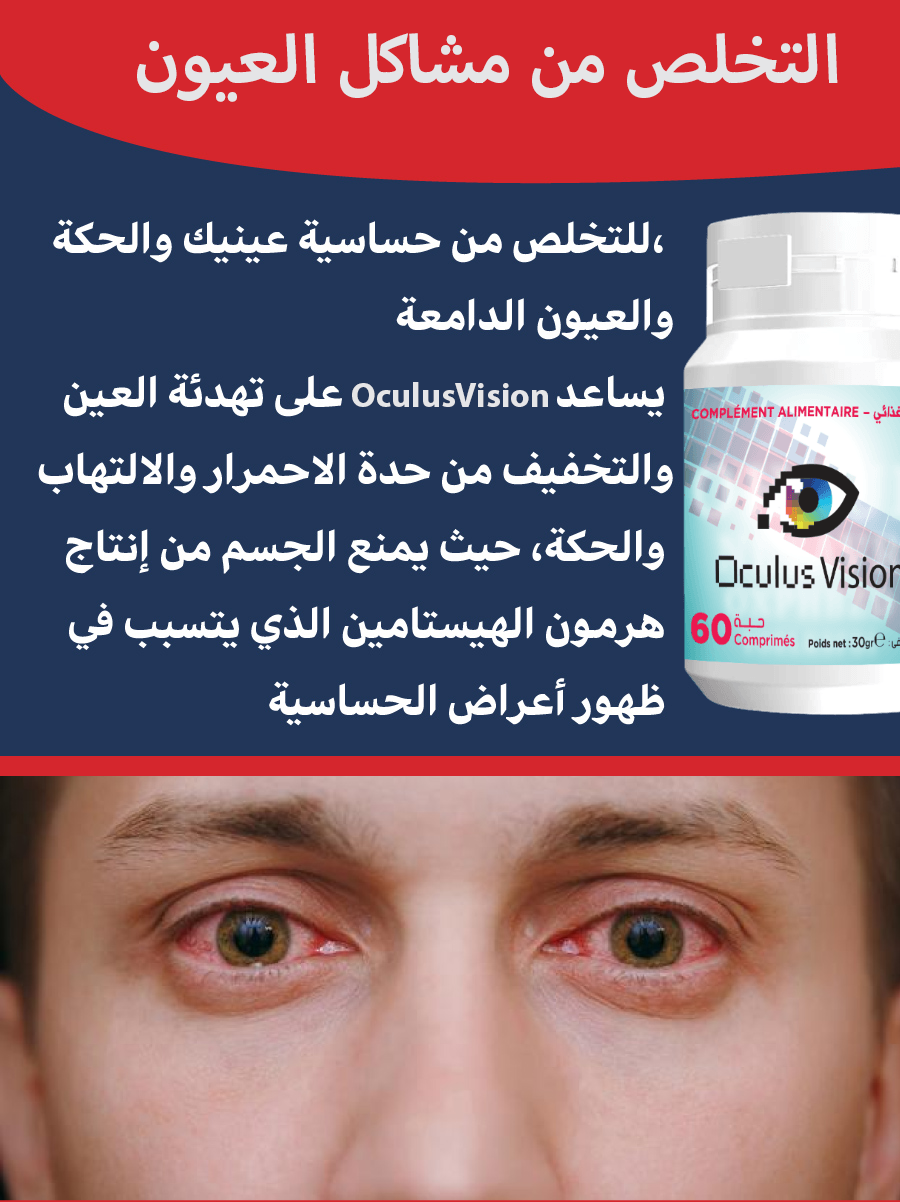 التخلص من مشاكل العيون
للتخلص من حساسية عينيك والحكة،
والعيون الدامعة
يساعد OculusVision على تهدئة العين
والتخفيف من حدة الاحمرار والالتهاب
والحكة، حيث يمنع الجسم من إنتاج
هرمون الهيستامين الذي يتسبب في
ظهور أعراض الحساسية
COMPLÉMENT ALIMENTAIRE –
Oculus Vision
60 حبة
Comprimés
Poids net : 30gr e